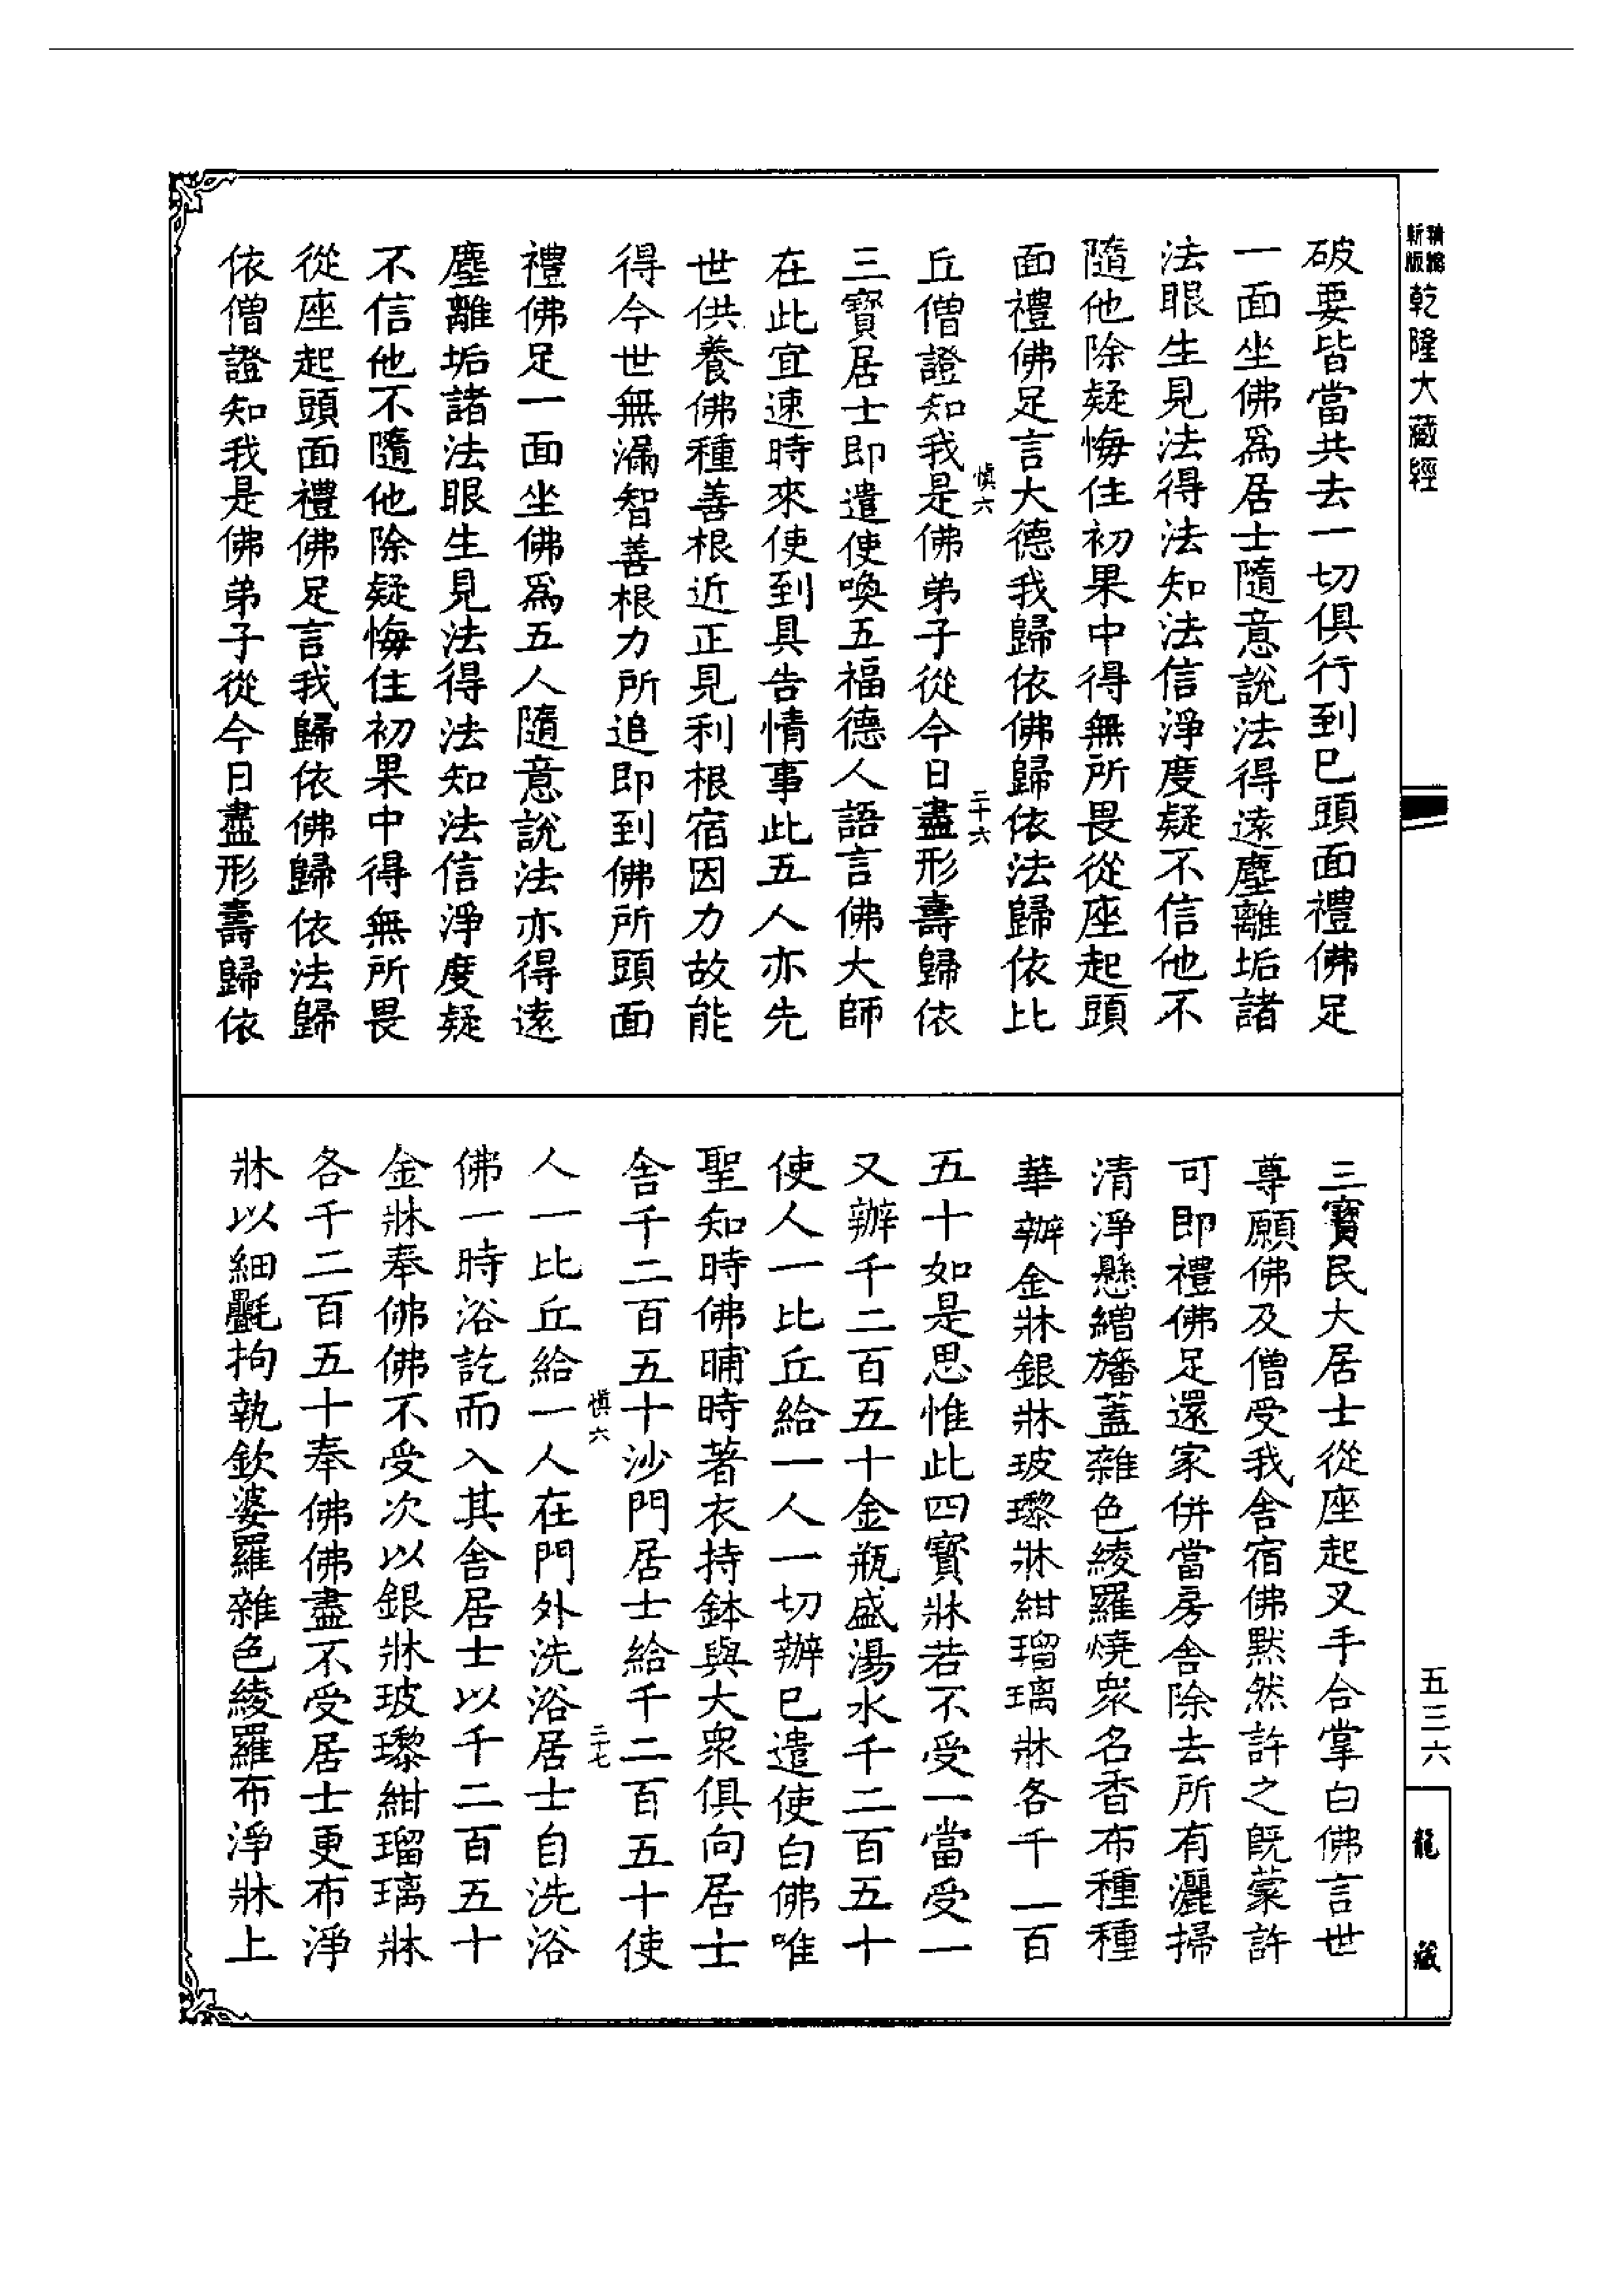 精鐫
新版
乾隆大藏經
破要皆當共去一切俱行到已頭面禮佛足
一面坐佛爲居士隨意說法得遠塵離垢諸
法眼生見法得法知法信淨度疑不信他不
隨他除疑悔住初果中得無所畏從座起頭
面禮佛足言大德我歸依佛歸依法歸依比
慎六
二十六
丘僧證知我是佛弟子從今日盡形壽歸依
三寶居士即遣使喚五福德人語言佛大師
在此宜速時來使到具告情事此五人亦先
世供養佛種善根近正見利根宿因力故能
得今世無漏智善根力所追即到佛所頭面
禮佛足一面坐佛爲五人隨意說法亦得遠
塵離垢諸法眼生見法得法知法信淨度疑
不信他不隨他除疑悔住初果中得無所畏
從座起頭面禮佛足言我歸依佛歸依法歸
依僧證知我是佛弟子從今日盡形壽歸依
三寶民大居士從座起叉手合掌白佛言世
尊願佛及僧受我舍宿佛默然許之既蒙許
可即禮佛足還家併當房舍除去所有灑掃
清淨懸繒旛蓋雜色綾羅燒衆名香布種種
華辦金牀銀牀玻瓈牀紺瑠璃牀各千二百
五十如是思惟此四寶牀若不受一當受一
又辦千二百五十金瓶盛湯水千二百五十
使人一比丘給一人一切辦已遣使白佛唯
聖知時佛晡時著衣持鉢與大衆俱向居士
舍千二百五十沙門居士給千二百五十使
慎六
二十七
人一比丘給一人在門外洗浴居士自洗浴
佛一時浴訖而入其舍居士以千二百五十
金牀奉佛佛不受次以銀牀玻瓈紺瑠璃牀
各千二百五十奉佛佛盡不受居士更布淨
牀以細氎拘執欽婆羅雜色綾羅布淨牀上
五三六
龍藏